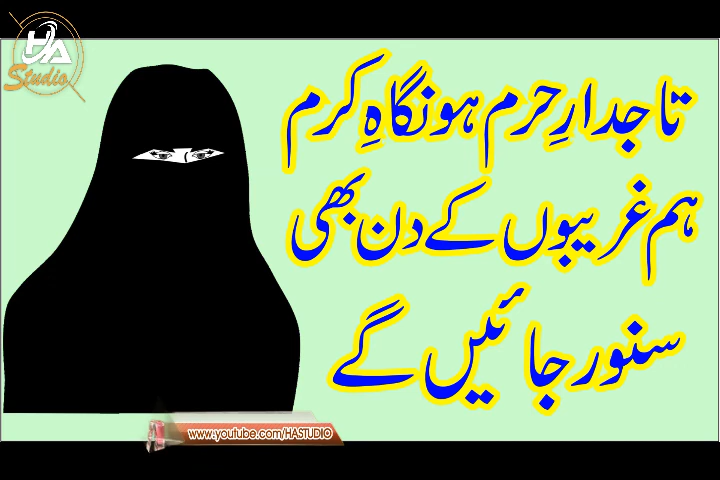 HA
Studio
تاجدارِ حرم ہو نگاہِ کرم
ہم غریبوں کے دن بھی
سنور جائیں گے
www.youtube.com/HASTUDIO